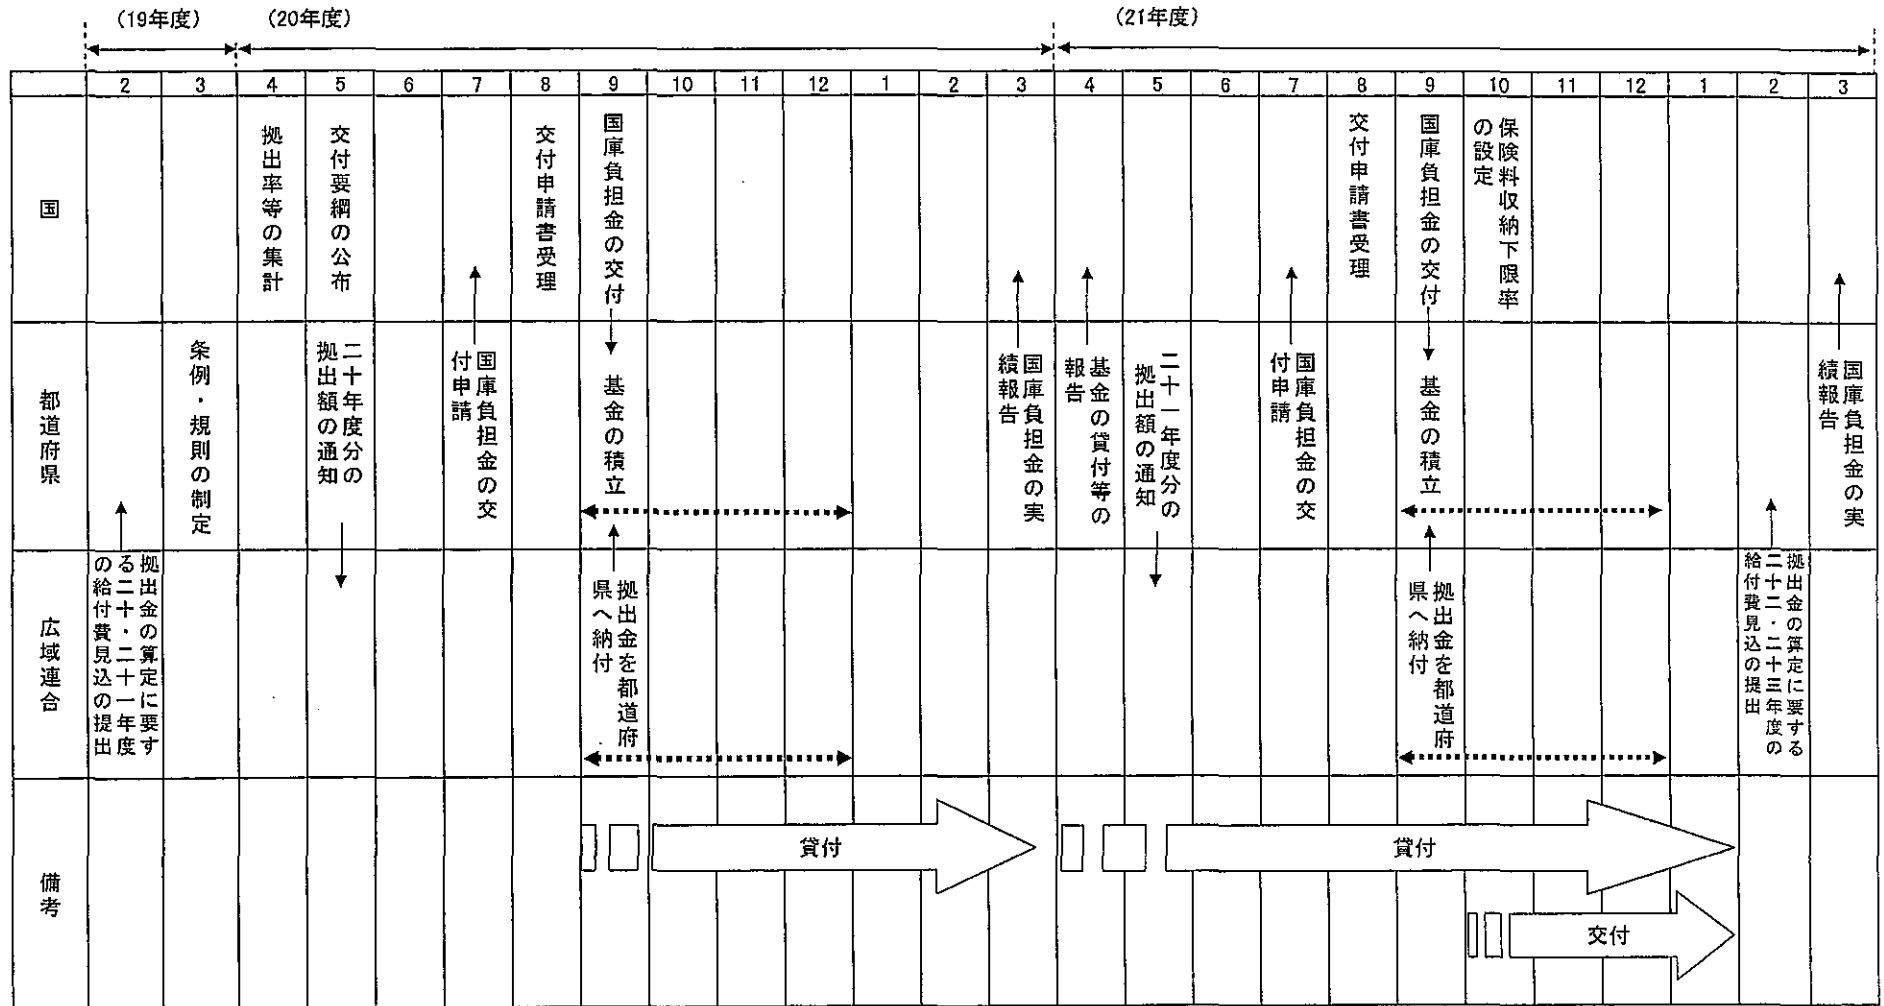 （19年度）
（20年度）
（21年度）
2 3 4 5 6 7 8 9 10 11 12 1 2 3 4 5 6 7 8 9 10 11 12 1 2 3
国
拠出率等の集計
交付要綱の公布
交付申請書受理
国庫負担金の交付
交付申請書受理
国庫負担金の交付
保険料収納下限率
の設定
都道府県
条例・規則の制定
二十年度分の
拠出額の通知
国庫負担金の交
付申請
基金の積立
国庫負担金の実
績報告
基金の貸付等の
報告
二十一年度分の
拠出額の通知
国庫負担金の交
付申請
基金の積立
国庫負担金の実
績報告
広域連合
拠出金の算定に要す
る二十・二十一年度
の給付費見込の提出
拠出金を都道府
県へ納付
拠出金を都道府
県へ納付
拠出金の算定に要する
二十二・二十三年度の
給付費見込の提出
備考
貸付
貸付
交付